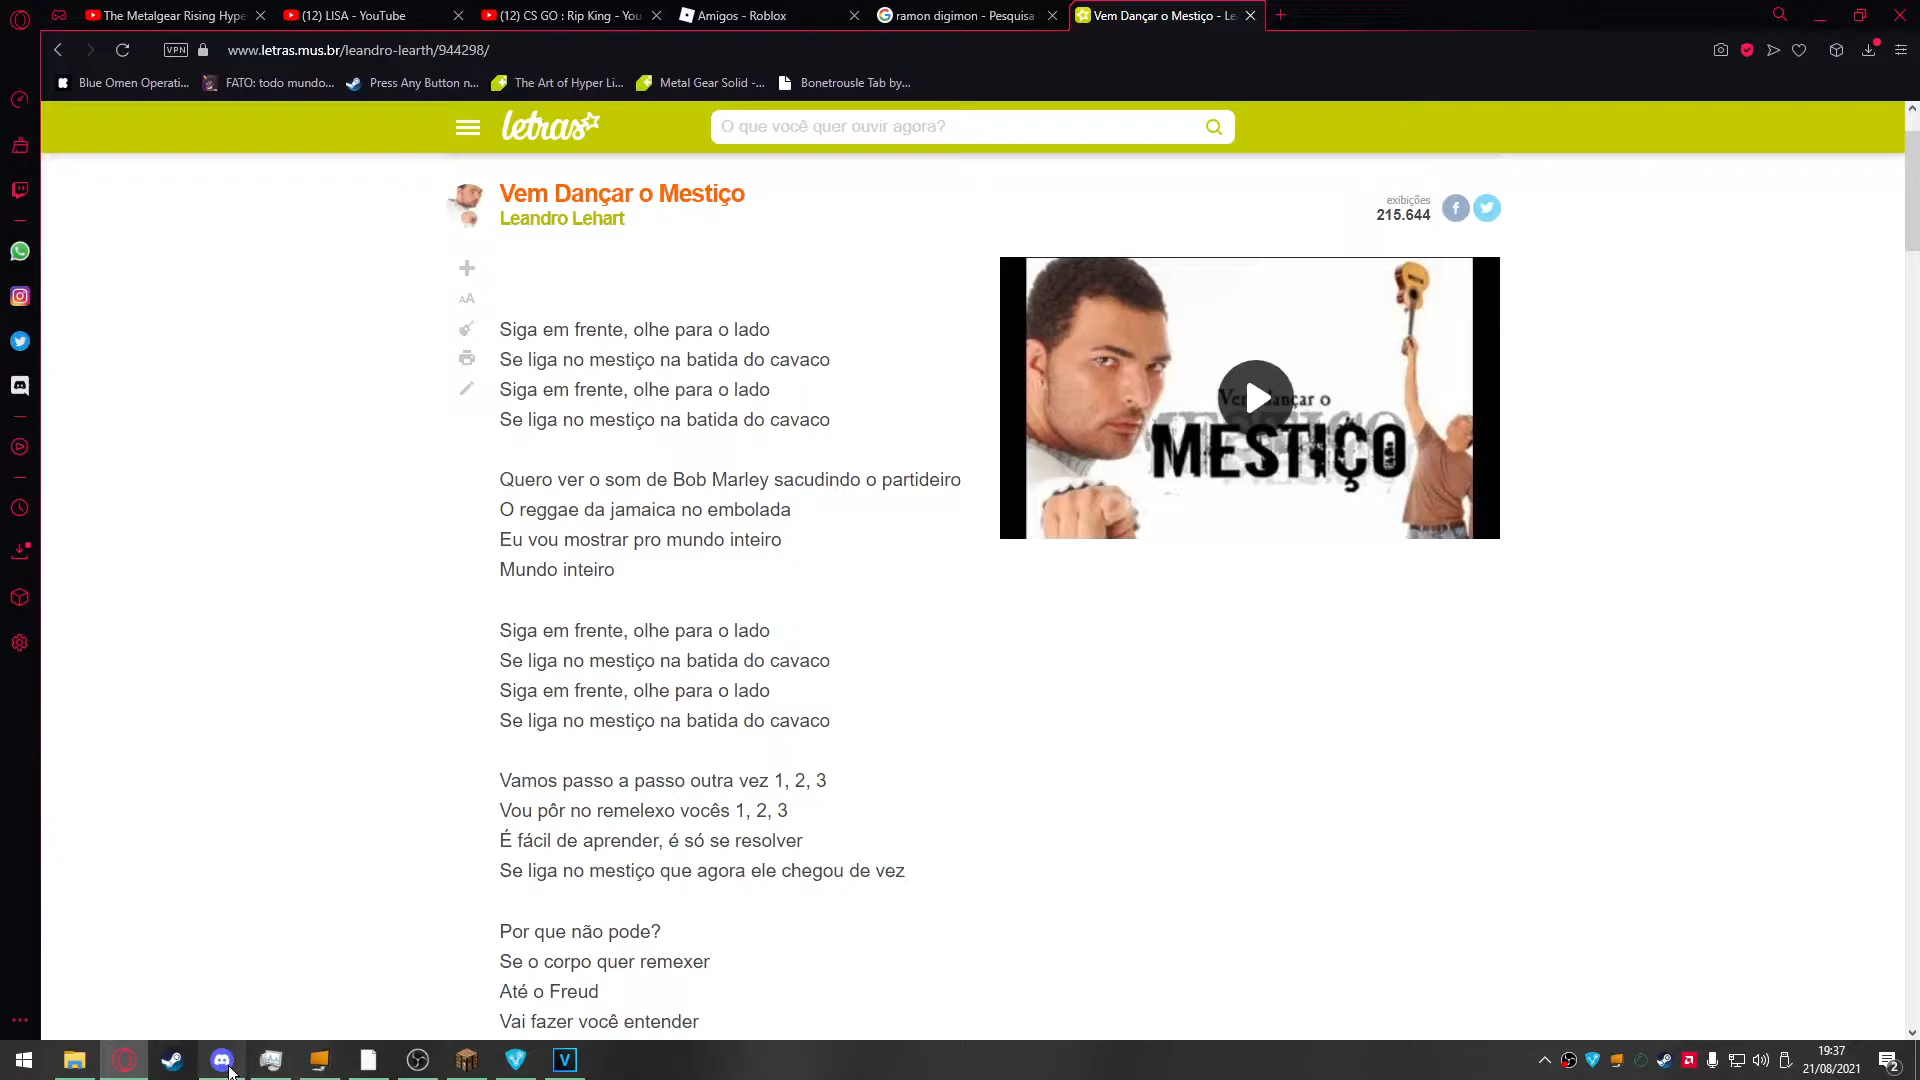 The Metalgear Rising Hype
(12) LISA - YouTube
(12) CS GO : Rip King - You
Amigos - Roblox
ramon digimon - Pesquisa
Vem Dançar o Mestiço - Le
VPN
www.letras.mus.br/leandro-learth/944298/
Blue Omen Operati...
FATO: todo mundo...
Press Any Button n...
The Art of Hyper Li...
Metal Gear Solid -...
Bonetrousle Tab by...
letras
O que você quer ouvir agora?
Vem Dançar o Mestiço
Leandro Lehart
exibições
215.644
AA
Siga em frente, olhe para o lado
Se liga no mestiço na batida do cavaco
Siga em frente, olhe para o lado
Se liga no mestiço na batida do cavaco
Quero ver o som de Bob Marley sacudindo o partideiro
O reggae da jamaica no embolada
Eu vou mostrar pro mundo inteiro
Mundo inteiro
Siga em frente, olhe para o lado
Se liga no mestiço na batida do cavaco
Siga em frente, olhe para o lado
Se liga no mestiço na batida do cavaco
Vamos passo a passo outra vez 1, 2, 3
Vou pôr no remelexo vocês 1, 2, 3
É fácil de aprender, é só se resolver
Se liga no mestiço que agora ele chegou de vez
Por que não pode?
Se o corpo quer remexer
Até o Freud
Vai fazer você entender
MESTIÇO
19:37
21/08/2021
2